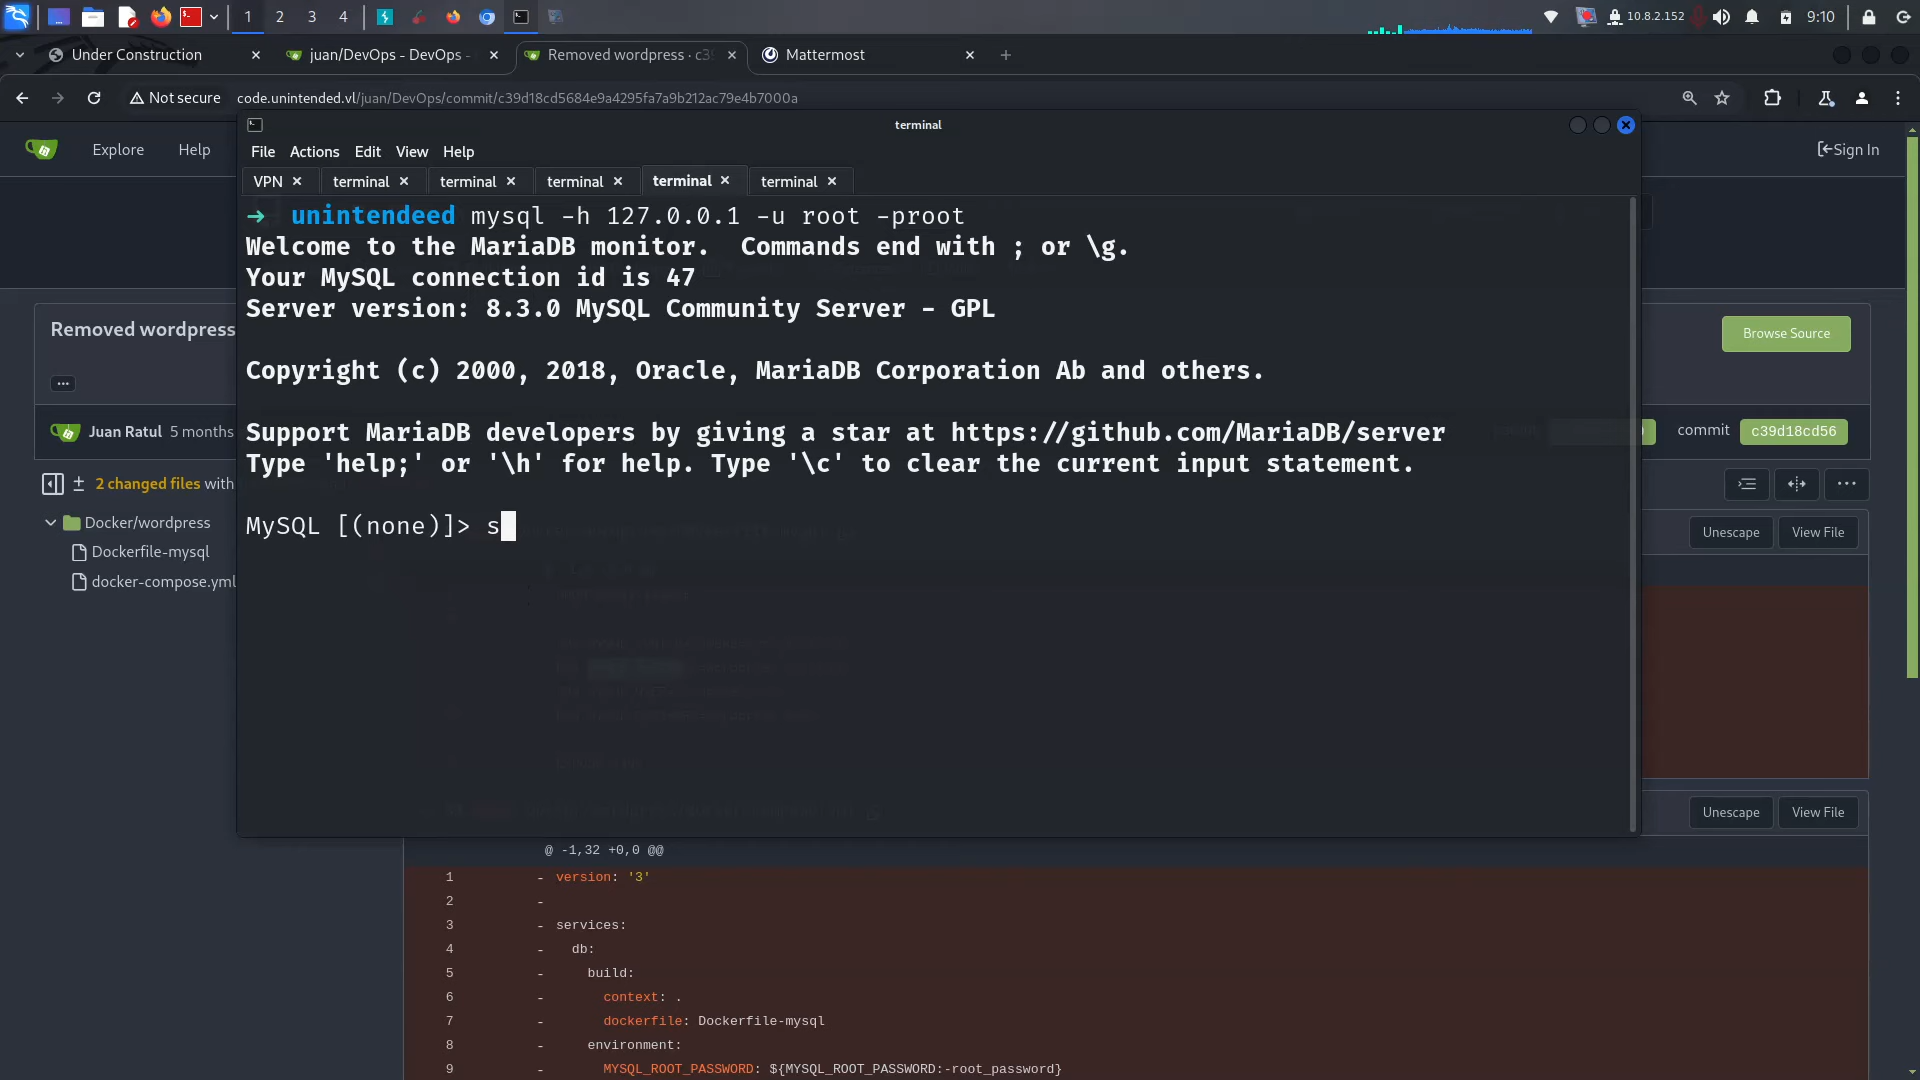 1 2 3 4 10.8.2.152 9:10
Under Construction juan/DevOps - DevOps - Removed wordpress · c39 Mattermost
Not secure code.unintended.vl/juan/DevOps/commit/c39d18cd5684e9a4295fa7a9b212ac79e4b7000a
terminal
Explore Help Sign In
File Actions Edit View Help
VPN terminal terminal terminal terminal terminal
→ unintendeed mysql -h 127.0.0.1 -u root -proot
Welcome to the MariaDB monitor.  Commands end with ; or \g.
Your MySQL connection id is 47
Server version: 8.3.0 MySQL Community Server - GPL
Copyright (c) 2000, 2018, Oracle, MariaDB Corporation Ab and others.
Support MariaDB developers by giving a star at https://github.com/MariaDB/server
Type 'help;' or '\h' for help. Type '\c' to clear the current input statement.
MySQL [(none)]> s
Removed wordpress
Browse Source
...
Juan Ratul 5 months
commit c39d18cd56
2 changed files with
Docker/wordpress
Dockerfile-mysql
docker-compose.yml
Unescape View File
Unescape View File
@ -1,32 +0,0 @@
1 - version: '3'
2 -
3 - services:
4 - db:
5 - build:
6 - context: .
7 - dockerfile: Dockerfile-mysql
8 - environment:
9 - MYSQL_ROOT_PASSWORD: ${MYSQL_ROOT_PASSWORD:-root_password}